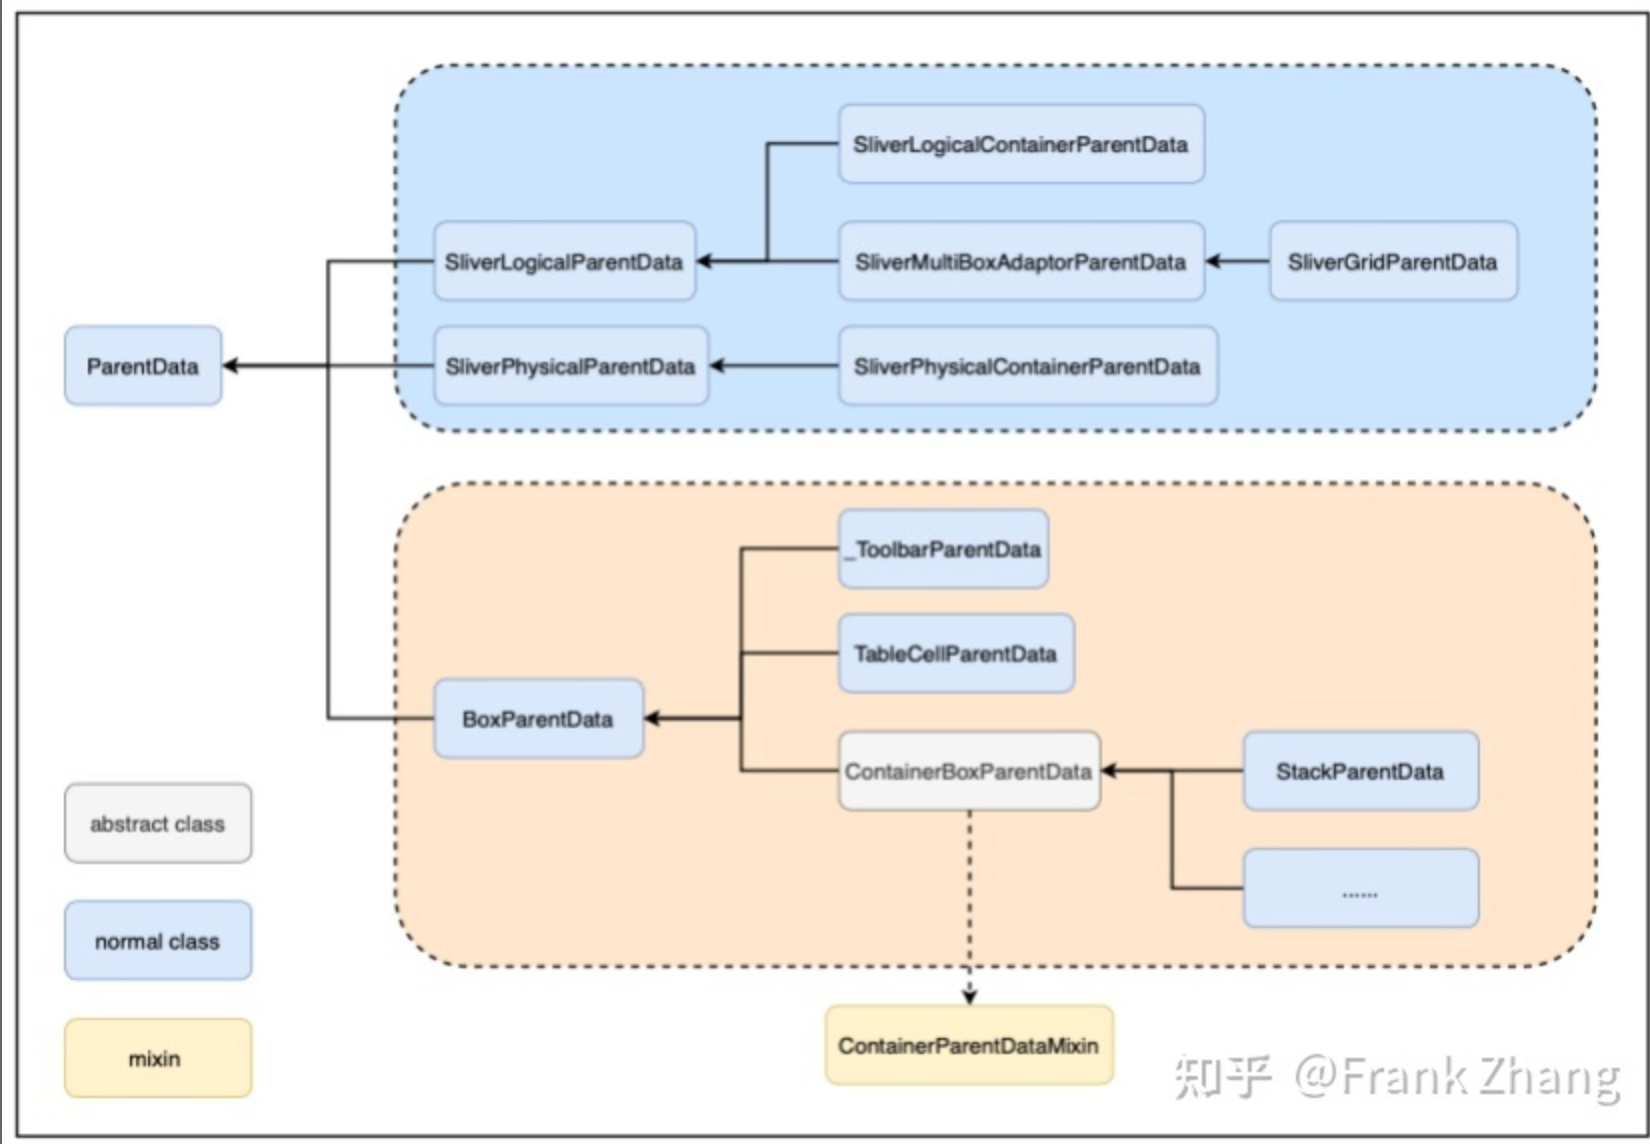 SliverLogicalContainerParentData
SliverLogicalParentData
SliverMultiBoxAdaptorParentData
SliverGridParentData
ParentData
SliverPhysicalParentData
SliverPhysicalContainerParentData
_ToolbarParentData
TableCellParentData
BoxParentData
ContainerBoxParentData
StackParentData
......
abstract class
normal class
mixin
ContainerParentDataMixin
知乎 @Frank Zhang